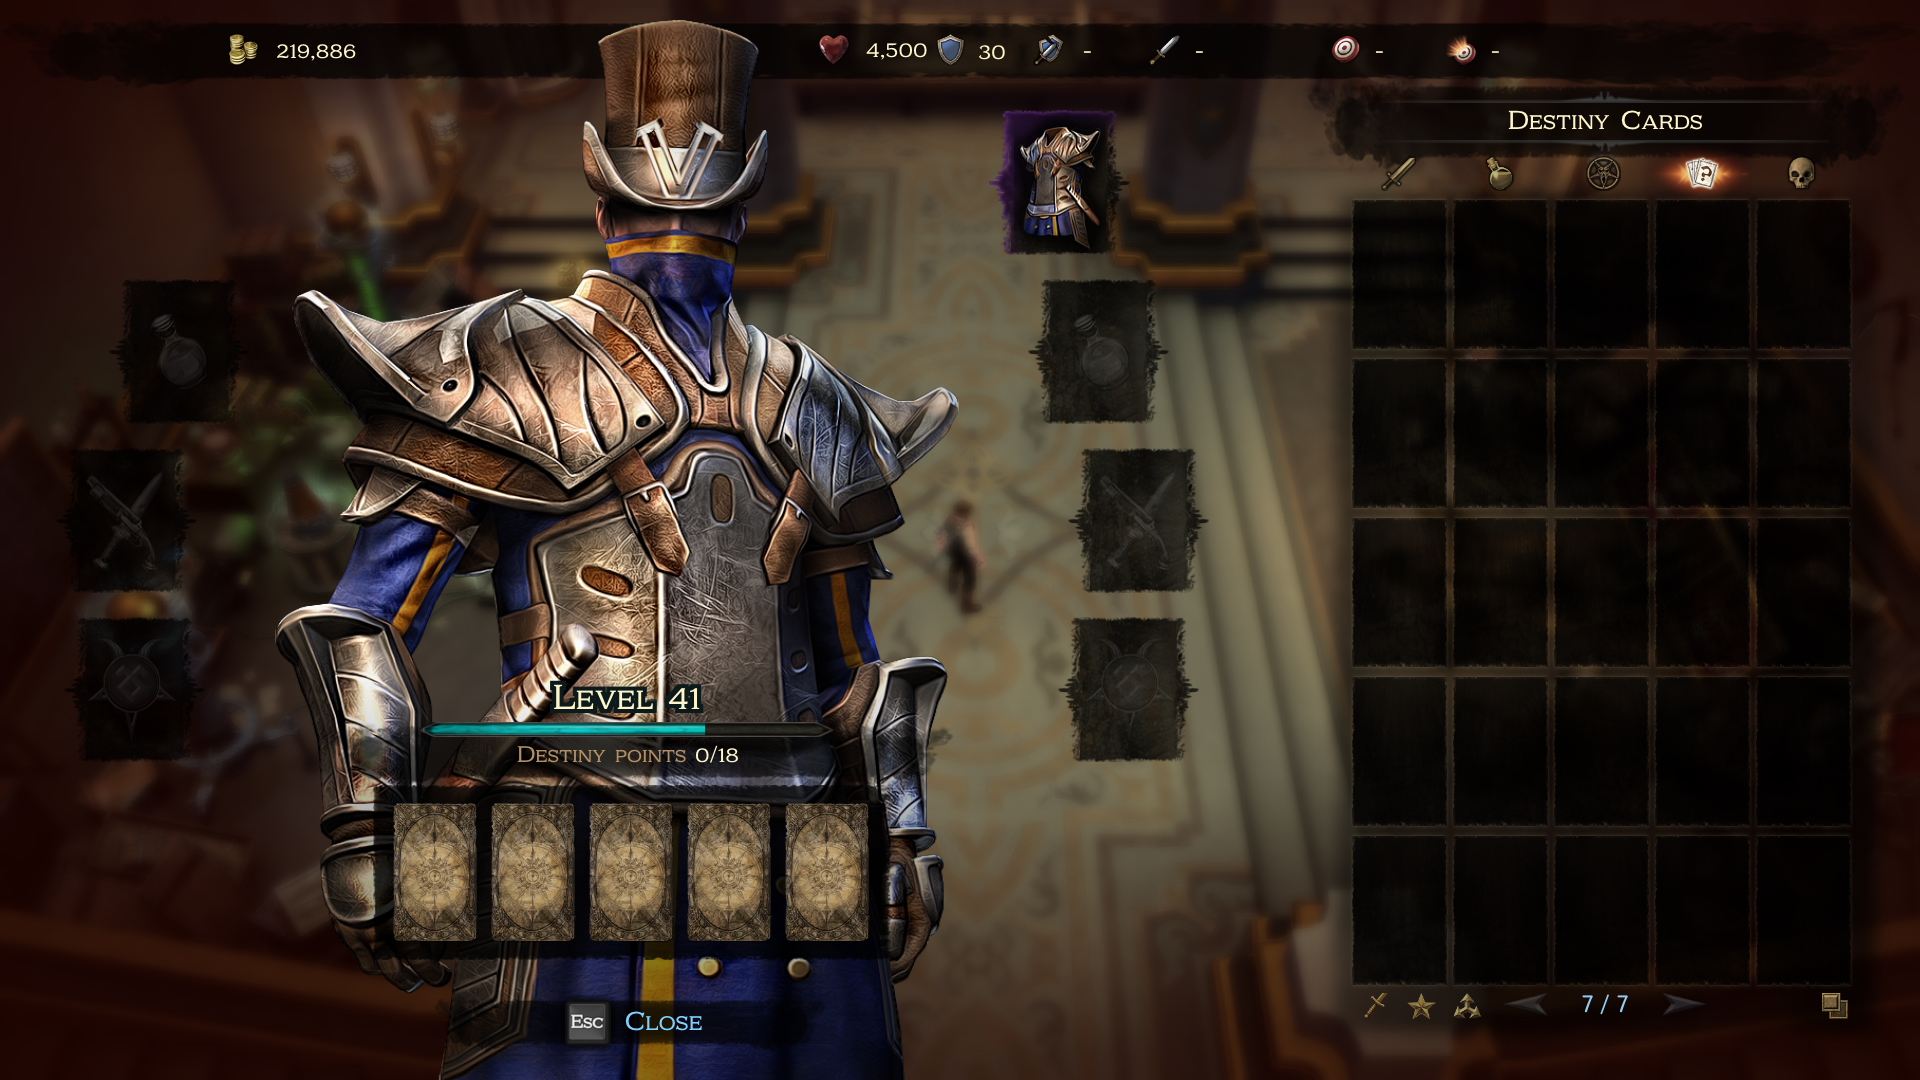 219,886
4,500
30
-
-
-
-
Destiny Cards
Level 41
Destiny points 0/18
Esc Close
7 / 7